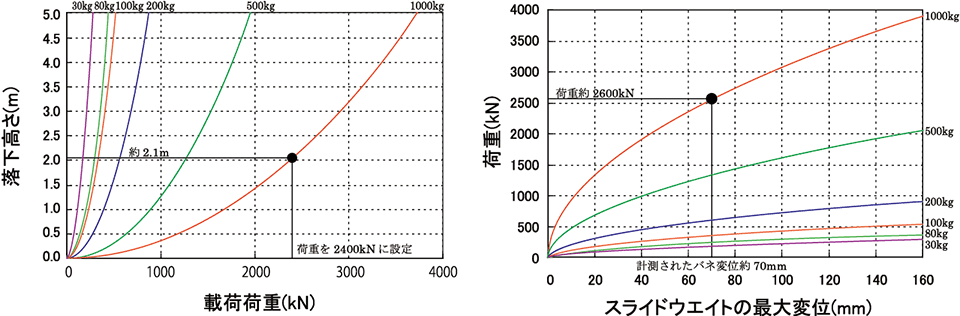 30kg 80kg 100kg 200kg 500kg 1000kg
5.0
4.5
4.0
3.5
3.0
2.5
2.0
1.5
1.0
0.5
0.0
落下高さ(m)
約 2.1m
荷重を 2400kN に設定
0 1000 2000 3000 4000
載荷荷重(kN)
4000
3500
3000
2500
2000
1500
1000
500
0
荷重(kN)
荷重約 2600kN
1000kg
500kg
200kg
100kg
80kg
30kg
計測されたバネ変位約 70mm
0 20 40 60 80 100 120 140 160
スライドウエイトの最大変位(mm)